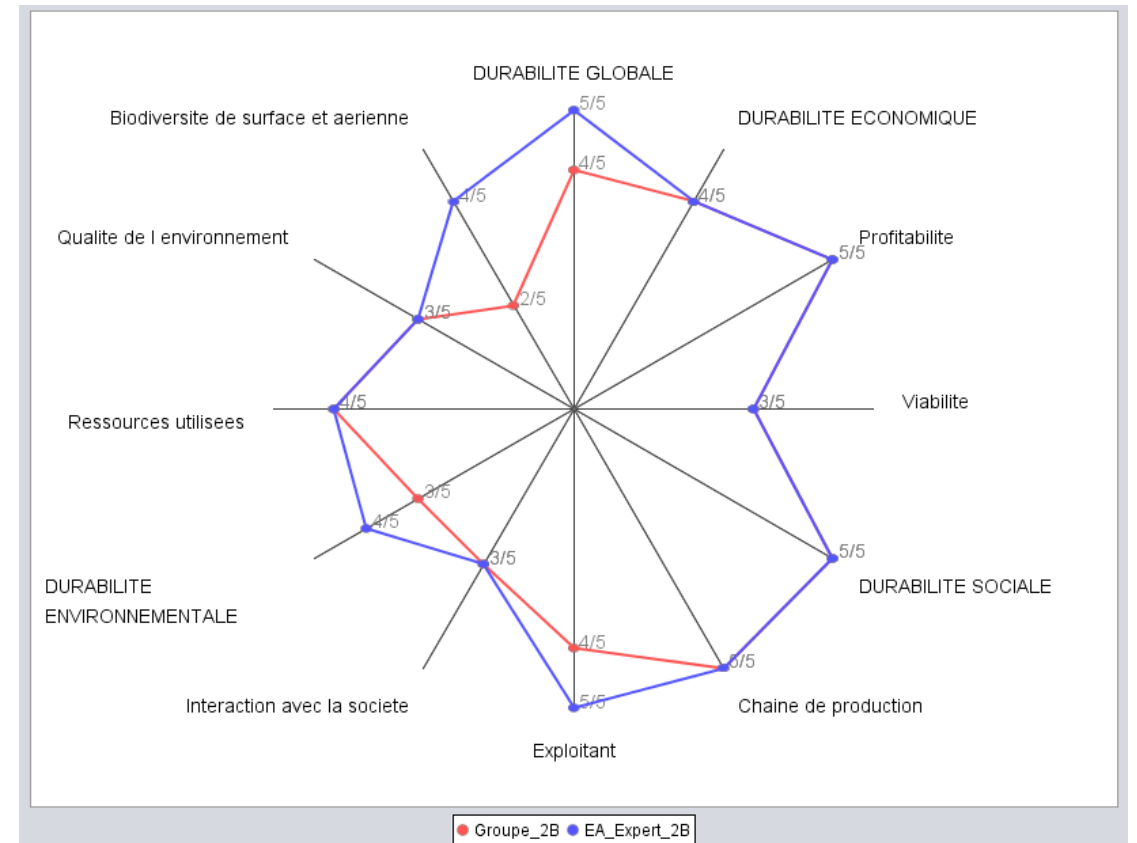 DURABILITE GLOBALE
5/5
Biodiversite de surface et aerienne
DURABILITE ECONOMIQUE
4/5
4/5
4/5
Qualite de l environnement
Profitabilite
5/5
2/5
3/5
Ressources utilisees
4/5
3/5
Viabilite
3/5
4/5
5/5
3/5
DURABILITE
ENVIRONNEMENTALE
DURABILITE SOCIALE
4/5
5/5
Interaction avec la societe
5/5
Chaine de production
Exploitant
Groupe_2B EA_Expert_2B